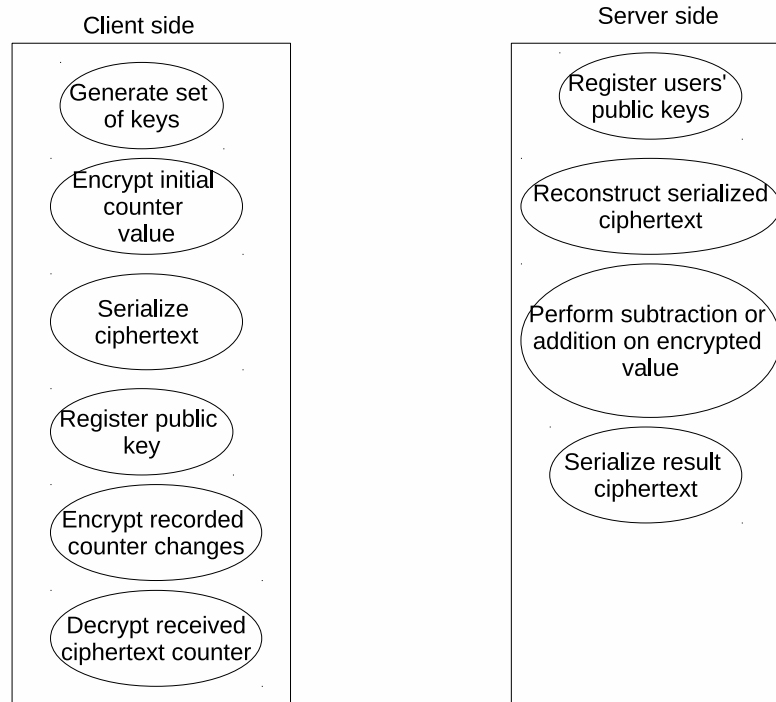 Client side
Generate set
of keys
Encrypt initial
counter
value
Serialize
ciphertext
Register public
key
Encrypt recorded
counter changes
Decrypt received
ciphertext counter
Server side
Register users'
public keys
Reconstruct serialized
ciphertext
Perform subtraction or
addition on encrypted
value
Serialize result
ciphertext